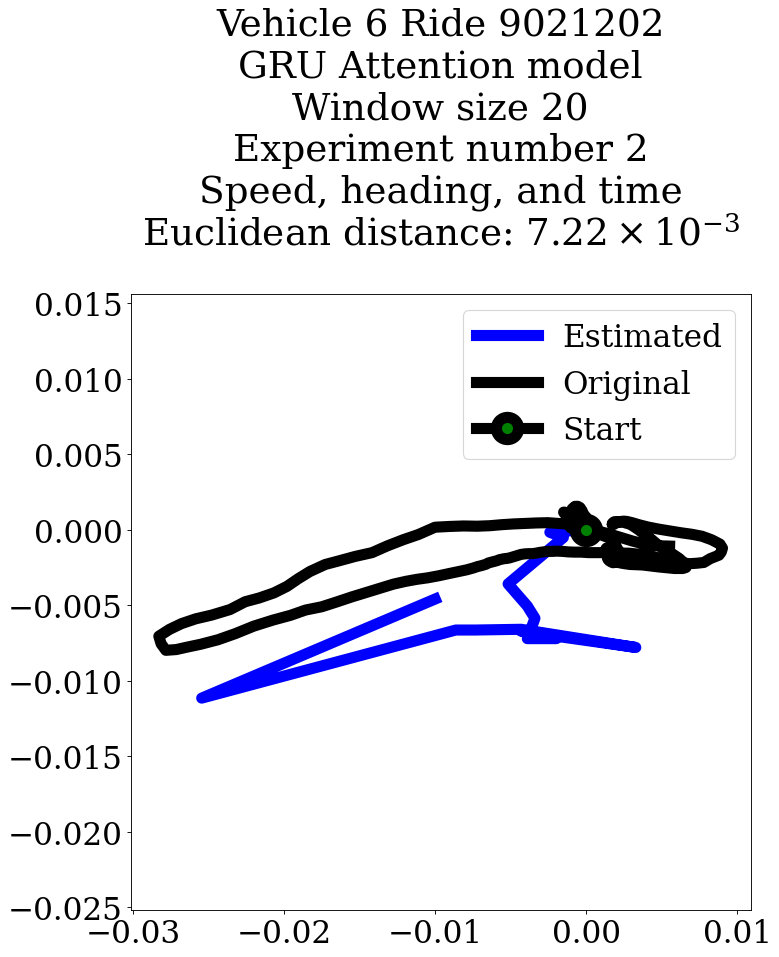 Vehicle 6 Ride 9021202
GRU Attention model
Window size 20
Experiment number 2
Speed, heading, and time
Euclidean distance: 7.22 × 10⁻³
Estimated
Original
Start
0.015
0.010
0.005
0.000
−0.005
−0.010
−0.015
−0.020
−0.025
−0.03 −0.02 −0.01 0.00 0.01